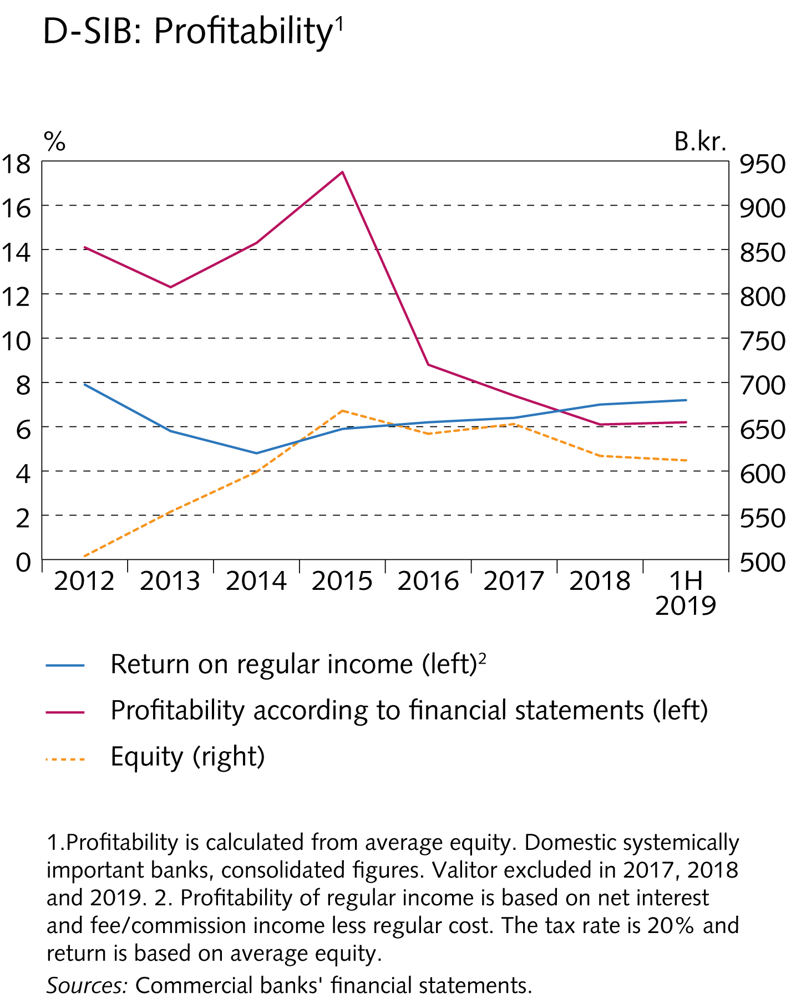 D-SIB: Profitability¹
% B.kr.
18 950
16 900
14 850
12 800
10 750
8 700
6 650
4 600
2 550
0 500
2012 2013 2014 2015 2016 2017 2018 1H
2019
Return on regular income (left)²
Profitability according to financial statements (left)
Equity (right)
1.Profitability is calculated from average equity. Domestic systemically
important banks, consolidated figures. Valitor excluded in 2017, 2018
and 2019. 2. Profitability of regular income is based on net interest
and fee/commission income less regular cost. The tax rate is 20% and
return is based on average equity.
Sources: Commercial banks' financial statements.